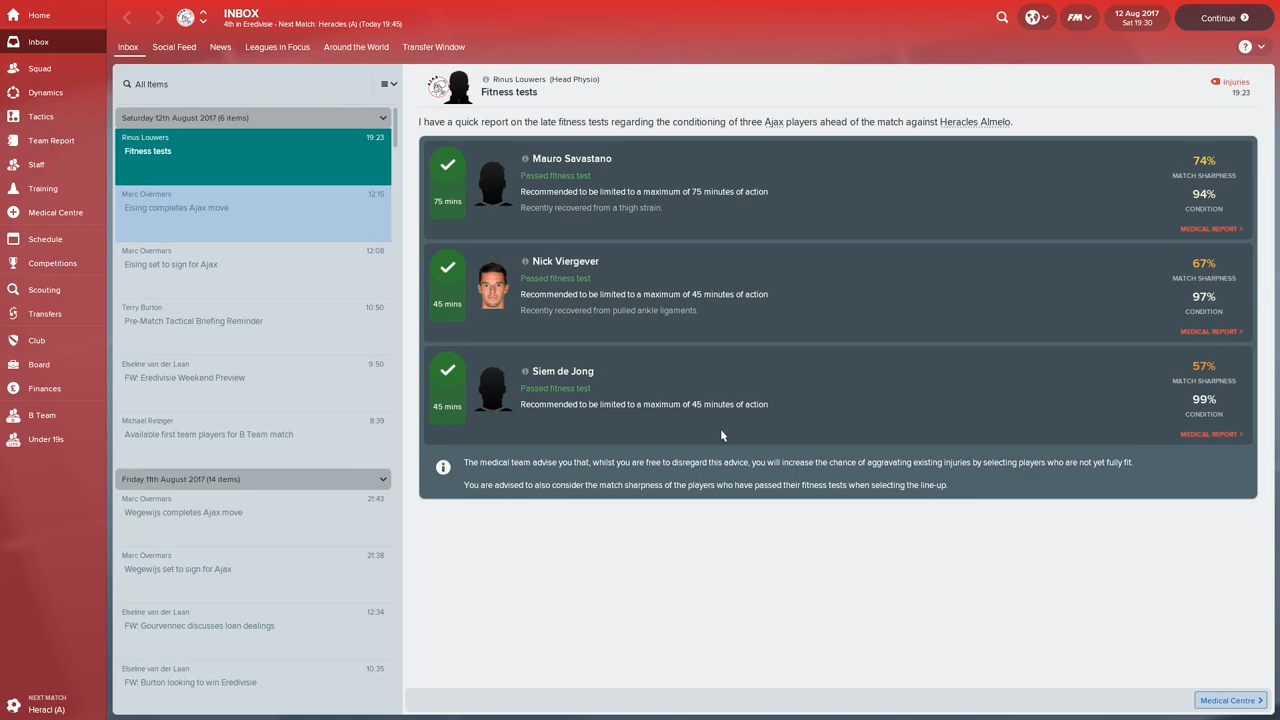 Home
Inbox
Squad
Dynamics
Tactics
Team Report
Staff
Training
Medical Centre
Schedule
Competitions
Scouting
Transfers
Club
Board
Finances
B Team
Under 19s
NEXT MATCH
Heracl (A)
INBOX
4th in Eredivisie - Next Match: Heracles (A) (Today 19:45)
FM
12 Aug 2017
Sat 19:30
Continue
Inbox Social Feed News Leagues in Focus Around the World Transfer Window
?
All Items
Saturday 12th August 2017 (6 items)
Rinus Louwers 19:23
Fitness tests
Marc Overmars 12:15
Eising completes Ajax move
Marc Overmars 12:08
Eising set to sign for Ajax
Terry Burton 10:50
Pre-Match Tactical Briefing Reminder
Elseline van der Laan 9:50
FW: Eredivisie Weekend Preview
Michael Reiziger 8:39
Available first team players for B Team match
Friday 11th August 2017 (14 items)
Marc Overmars 21:43
Wegewijs completes Ajax move
Marc Overmars 21:38
Wegewijs set to sign for Ajax
Elseline van der Laan 12:34
FW: Gourvennec discusses loan dealings
Elseline van der Laan 10:35
FW: Burton looking to win Eredivisie
Rinus Louwers (Head Physio)
Fitness tests
Injuries
19:23
I have a quick report on the late fitness tests regarding the conditioning of three Ajax players ahead of the match against Heracles Almelo.
75 mins
Mauro Savastano
Passed fitness test
Recommended to be limited to a maximum of 75 minutes of action
Recently recovered from a thigh strain.
74%
MATCH SHARPNESS
94%
CONDITION
MEDICAL REPORT
45 mins
Nick Viergever
Passed fitness test
Recommended to be limited to a maximum of 45 minutes of action
Recently recovered from pulled ankle ligaments.
67%
MATCH SHARPNESS
97%
CONDITION
MEDICAL REPORT
45 mins
Siem de Jong
Passed fitness test
Recommended to be limited to a maximum of 45 minutes of action
57%
MATCH SHARPNESS
99%
CONDITION
MEDICAL REPORT
The medical team advise you that, whilst you are free to disregard this advice, you will increase the chance of aggravating existing injuries by selecting players who are not yet fully fit.
You are advised to also consider the match sharpness of the players who have passed their fitness tests when selecting the line-up.
Medical Centre